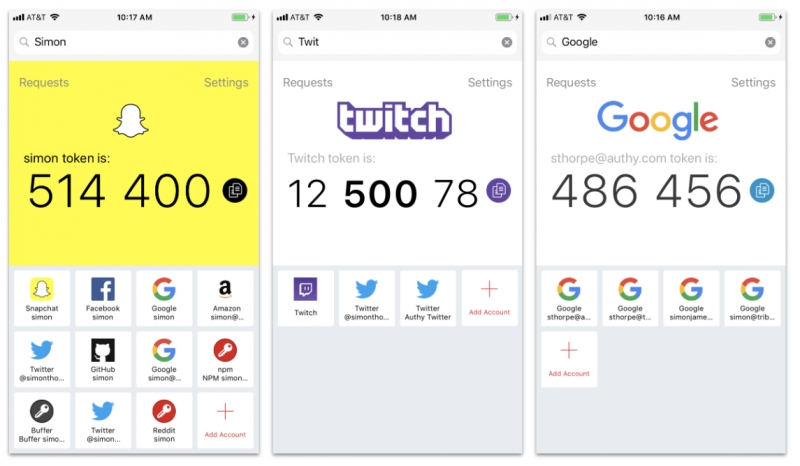 AT&T 10:17 AM
Simon
Requests Settings
simon token is:
514 400
Snapchat
simon
Facebook
simon
Google
simon
Amazon
simon@...
Twitter
@simontho...
GitHub
simon
Google
simon@...
npm
NPM simon...
Buffer
Buffer simo...
Twitter
@simon...
Reddit
simon
Add Account
AT&T 10:18 AM
Twit
Requests Settings
twitch
Twitch token is:
12 500 78
Twitch
Twitter
@simontho...
Twitter
Authy Twitter
Add Account
AT&T 10:16 AM
Google
Requests Settings
Google
sthorpe@authy.com token is:
486 456
Google
sthorpe@a...
Google
sthorpe@t...
Google
simonjame...
Google
simon@trib...
Add Account